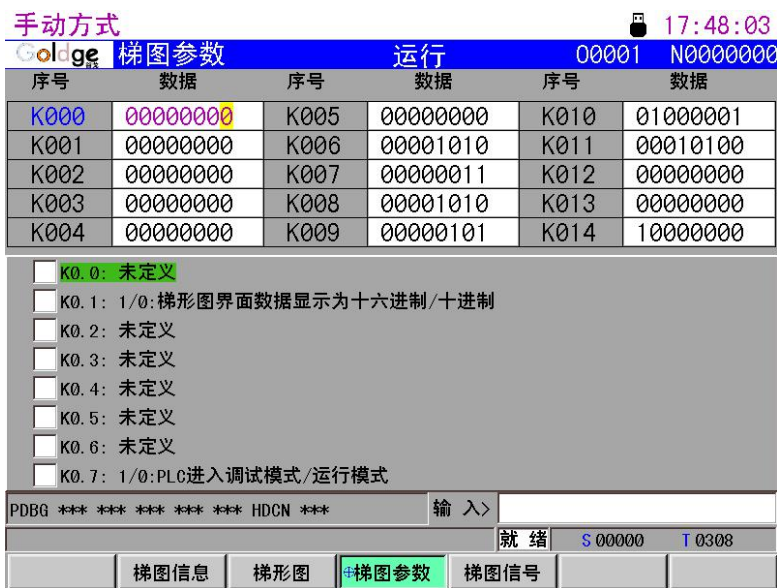 手动方式 17:48:03
Goldge 梯图参数 运行 O0001 N0000000
序号 数据 序号 数据 序号 数据
K000 00000000 K005 00000000 K010 01000001
K001 00000000 K006 00001010 K011 00010100
K002 00000000 K007 00000011 K012 00000000
K003 00000000 K008 00001010 K013 00000000
K004 00000000 K009 00000101 K014 10000000
K0.0: 未定义
K0.1: 1/0:梯形图界面数据显示为十六进制/十进制
K0.2: 未定义
K0.3: 未定义
K0.4: 未定义
K0.5: 未定义
K0.6: 未定义
K0.7: 1/0:PLC进入调试模式/运行模式
PDBG *** *** *** *** *** HDCN *** 输 入>
就 绪 S 00000 T 0308
梯图信息 梯形图 梯图参数 梯图信号